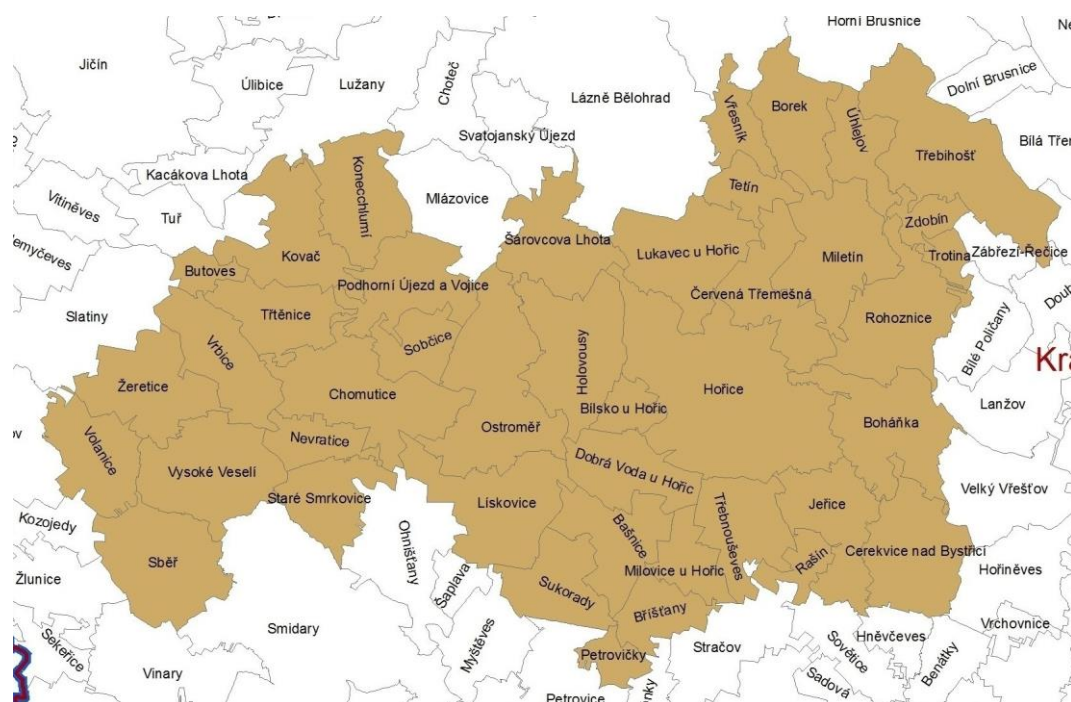 Horní Brusnice
Jičín
Úlibice
Lužany
Choteč
Lázně Bělohrad
Dolní Brusnice
Svatojanský Újezd
Vřesník
Borek
Úhlejov
Třebihošť
Bílá Třem
Kacákova Lhota
Konecchlumí
Mlázovice
Tetín
Vitiněves
Tuř
Zdobín
emyčeves
Kovač
Šárovcova Lhota
Lukavec u Hořic
Miletín
Trotina
Zábřezí-Řečice
Butoves
Podhorní Újezd a Vojice
Červená Třemešná
Doub
Slatiny
Třtěnice
Rohoznice
Vrbice
Sobčice
Holovousy
Bílé Poličany
Kra
Žeretice
Chomutice
Hořice
Lanžov
Bílsko u Hořic
Boháňka
ov
Volanice
Nevratice
Ostroměř
Vysoké Veselí
Dobrá Voda u Hořic
Staré Smrkovice
Lískovice
Třebnouševes
Jeřice
Velký Vřešťov
Kozojedy
Ohnišťany
Bašnice
Rašín
Cerekvice nad Bystřicí
Sběř
Žlunice
Šaplava
Sukorady
Milovice u Hořic
Hořiněves
Bříšťany
Smidary
Vrchovnice
Sekeřice
Myštěves
Petrovičky
Stračov
Sovětice
Hněvčeves
Benátky
Vinary
Petrovice
nky
Sadová